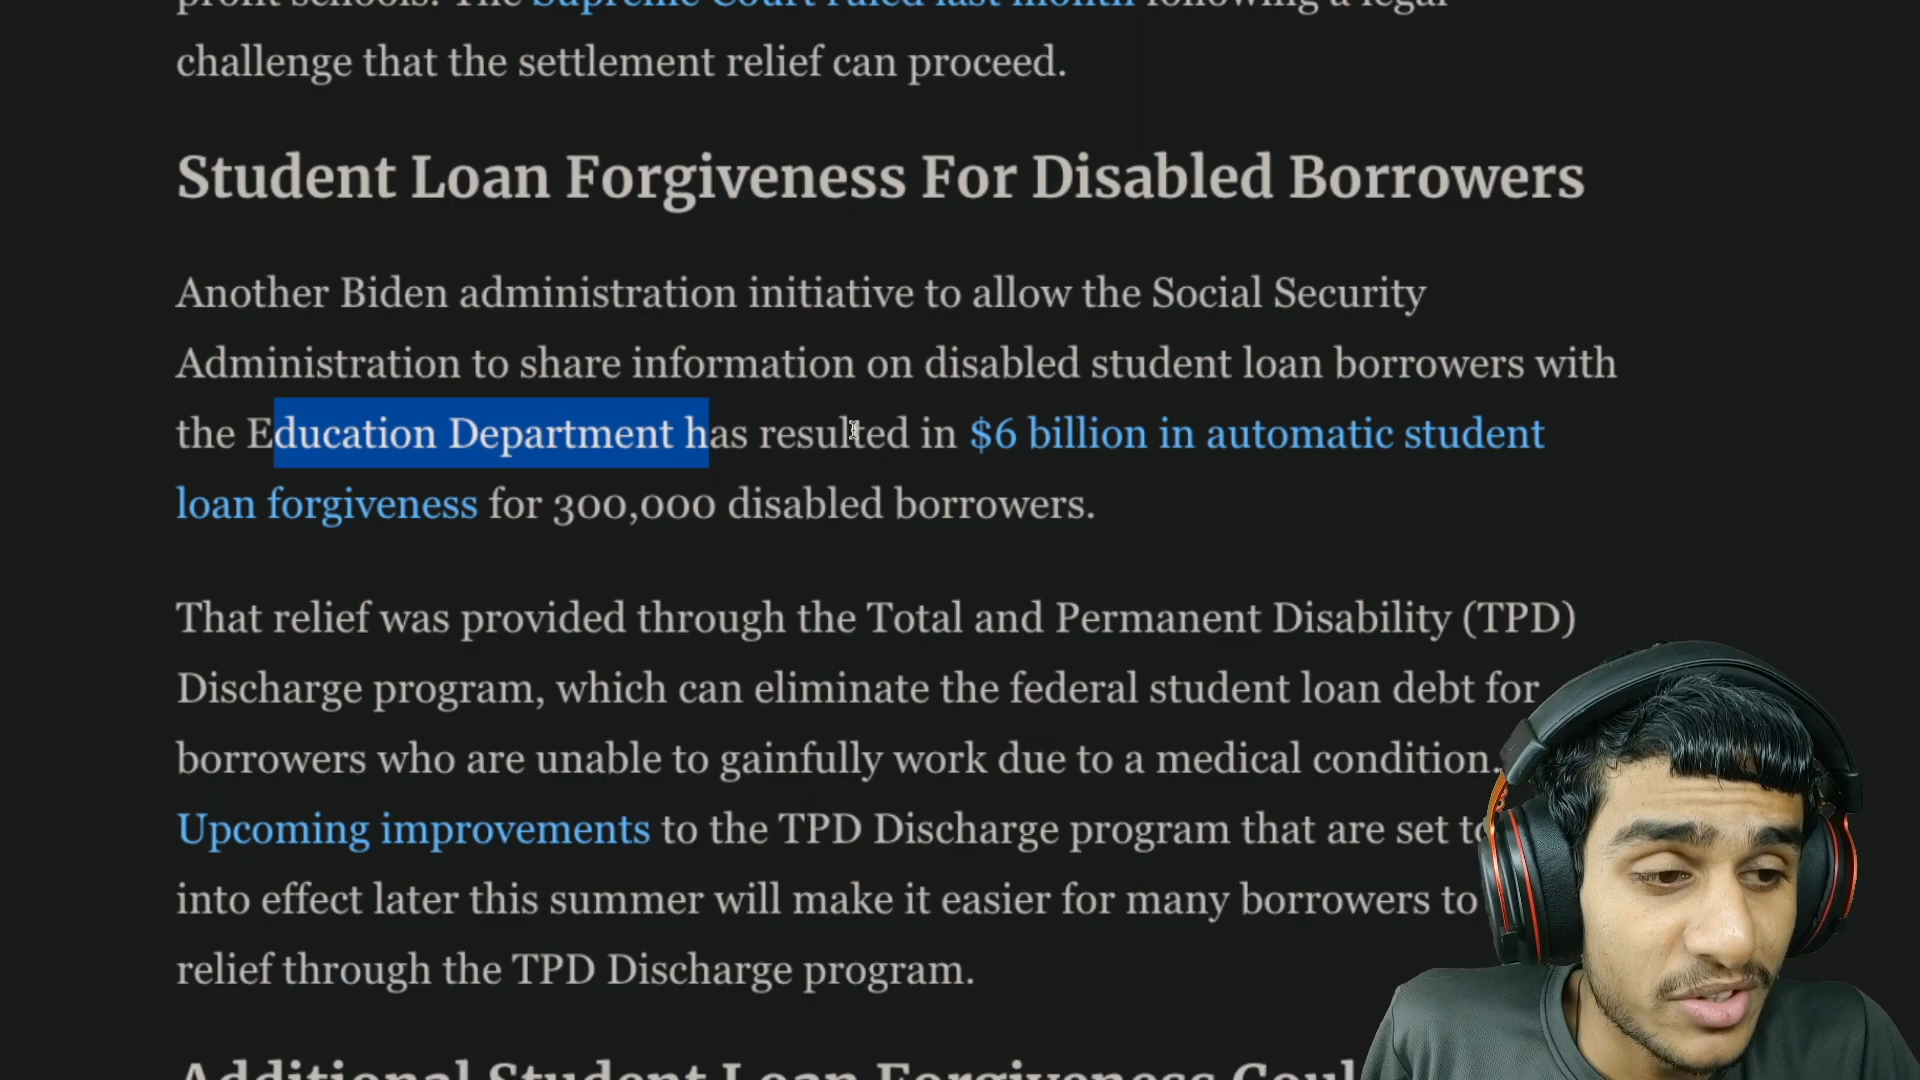 profit schools. The Supreme Court ruled last month following a legal
challenge that the settlement relief can proceed.
Student Loan Forgiveness For Disabled Borrowers
Another Biden administration initiative to allow the Social Security
Administration to share information on disabled student loan borrowers with
the Education Department has resulted in $6 billion in automatic student
loan forgiveness for 300,000 disabled borrowers.
That relief was provided through the Total and Permanent Disability (TPD)
Discharge program, which can eliminate the federal student loan debt for
borrowers who are unable to gainfully work due to a medical condition.
Upcoming improvements to the TPD Discharge program that are set to
into effect later this summer will make it easier for many borrowers to
relief through the TPD Discharge program.
Additional Student Loan Forgiveness